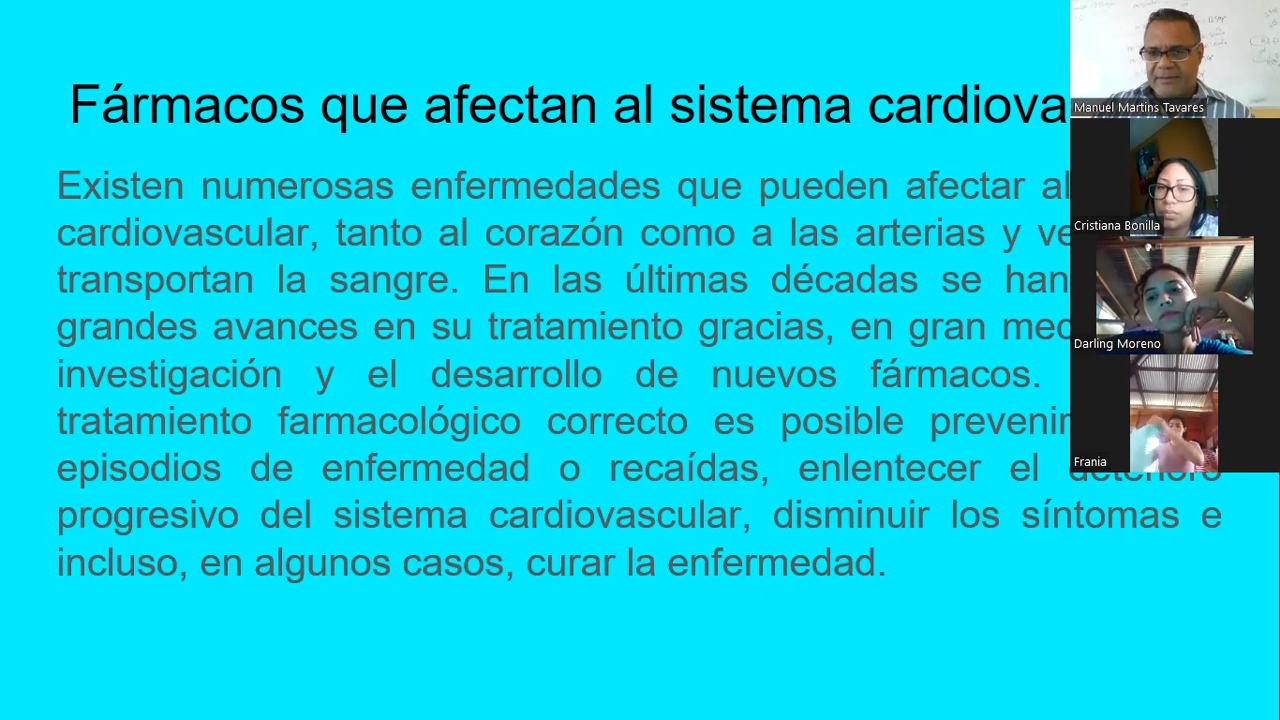 Fármacos que afectan al sistema cardiova
Existen numerosas enfermedades que pueden afectar al
cardiovascular, tanto al corazón como a las arterias y ve
transportan la sangre. En las últimas décadas se han
grandes avances en su tratamiento gracias, en gran med
investigación y el desarrollo de nuevos fármacos.
tratamiento farmacológico correcto es posible prevenir
episodios de enfermedad o recaídas, enlentecer el deterioro
progresivo del sistema cardiovascular, disminuir los síntomas e
incluso, en algunos casos, curar la enfermedad.
Manuel Martins Tavares
Cristiana Bonilla
Darling Moreno
Frania